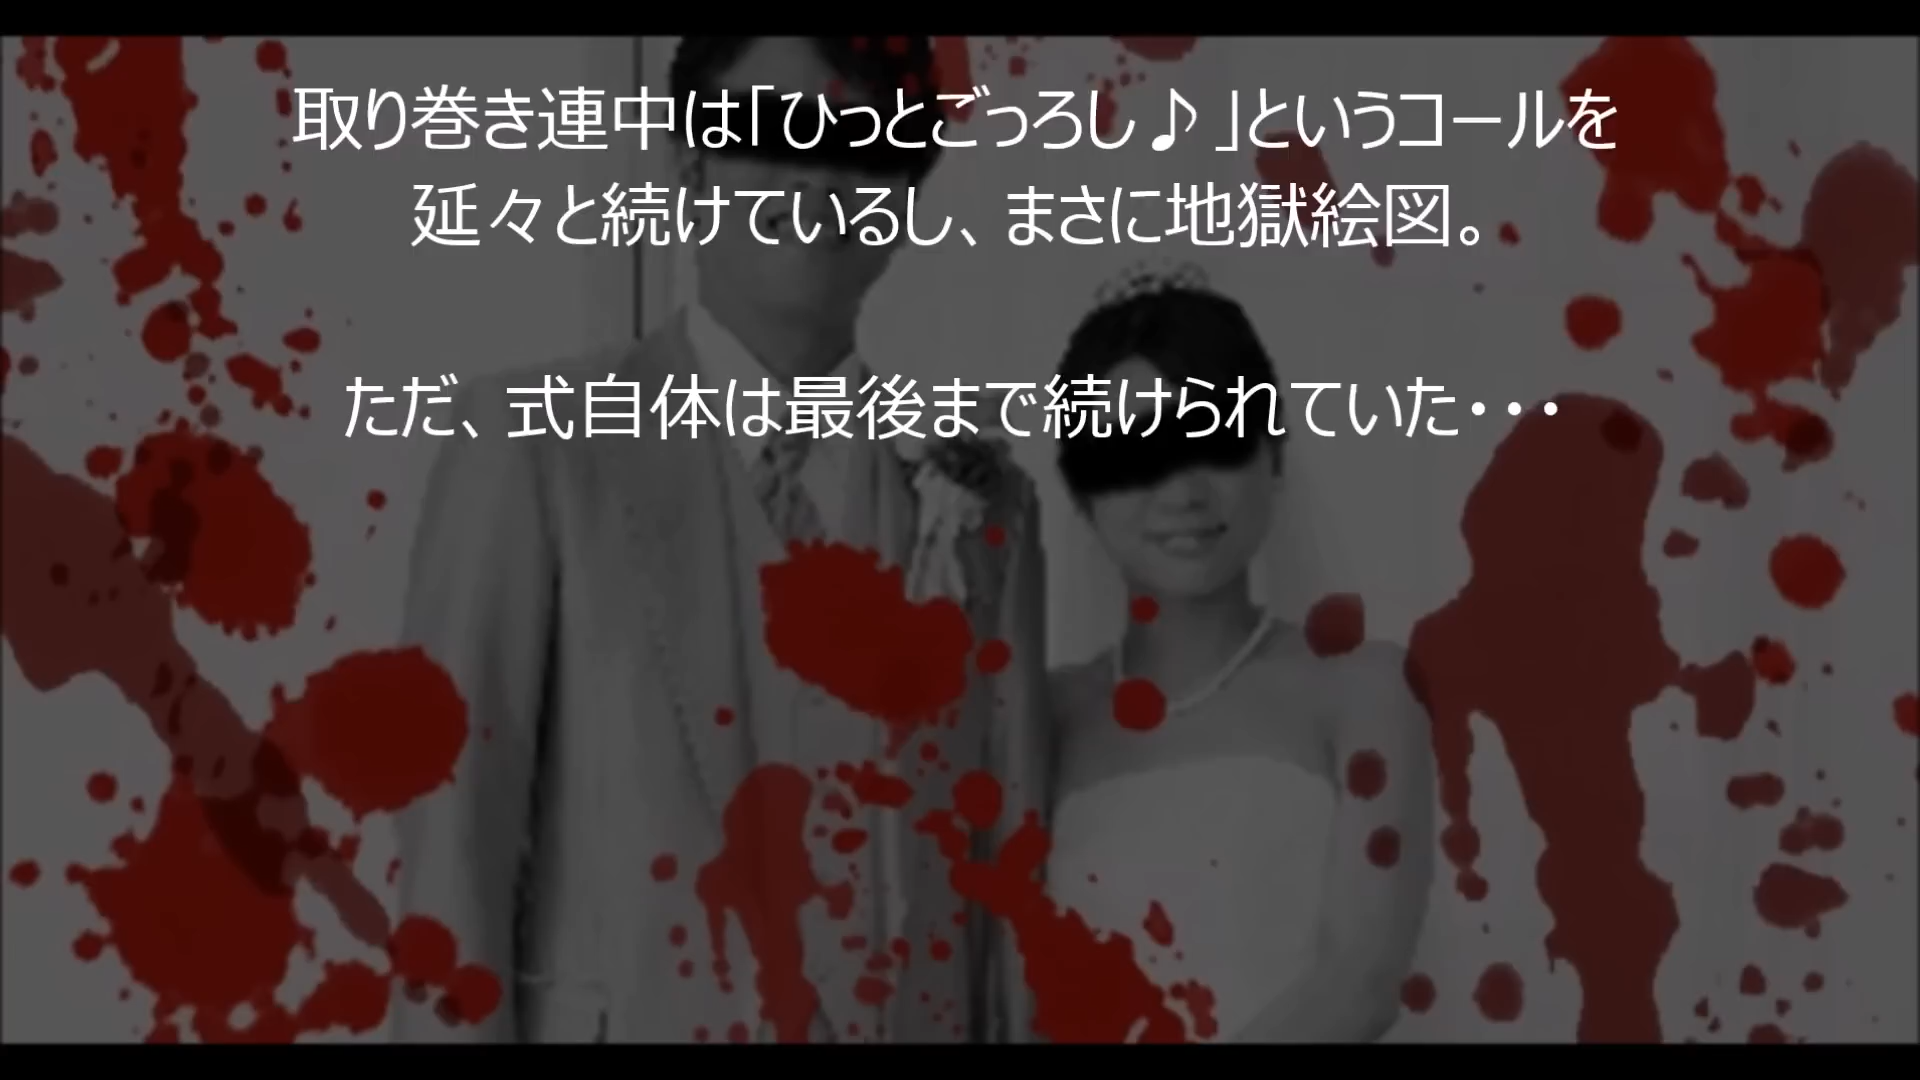 取り巻き連中は「ひっとごっろし♪」というコールを
延々と続けているし、まさに地獄絵図。
ただ、式自体は最後まで続けられていた・・・